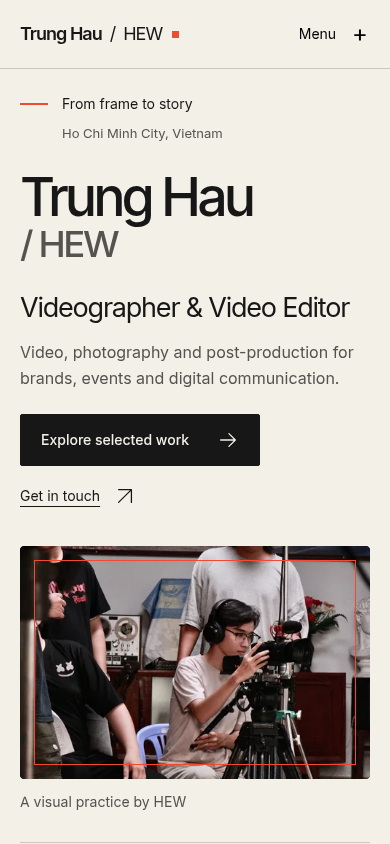 Trung Hau / HEW
Menu +
From frame to story
Ho Chi Minh City, Vietnam
Trung Hau
/ HEW
Videographer & Video Editor
Video, photography and post-production for
brands, events and digital communication.
Explore selected work
Get in touch
A visual practice by HEW